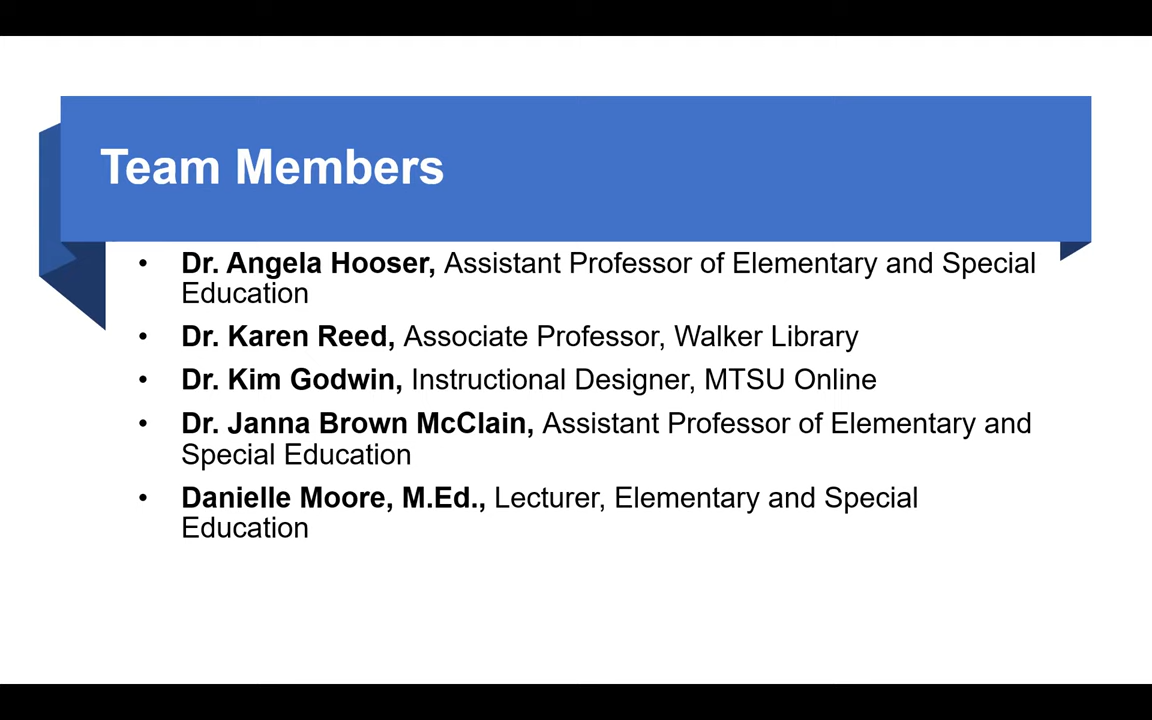 Team Members
• Dr. Angela Hooser, Assistant Professor of Elementary and Special
Education
• Dr. Karen Reed, Associate Professor, Walker Library
• Dr. Kim Godwin, Instructional Designer, MTSU Online
• Dr. Janna Brown McClain, Assistant Professor of Elementary and
Special Education
• Danielle Moore, M.Ed., Lecturer, Elementary and Special
Education